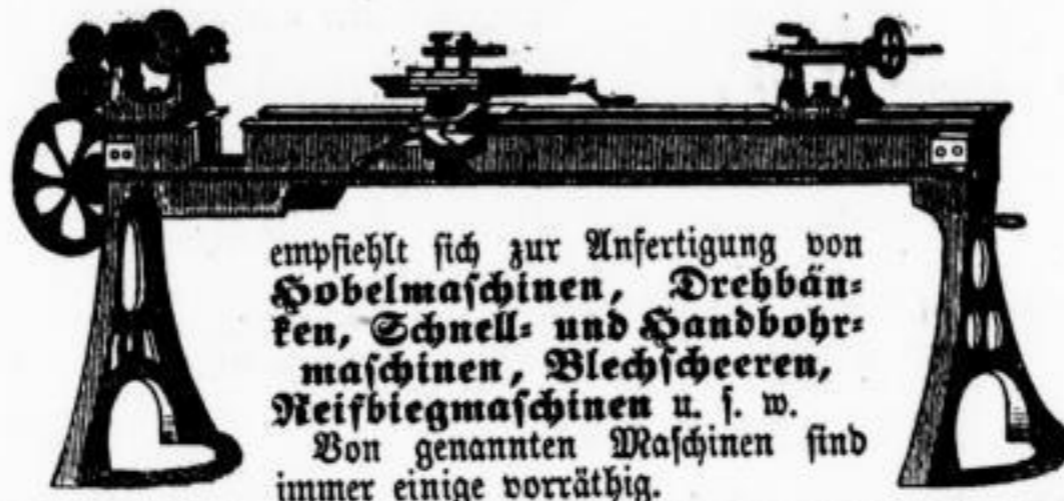 empfiehlt sich zur Anfertigung von
Hobelmaschinen, Drehbän-
ken, Schnell- und Handbohr-
maschinen, Blechscheeren,
Reifbiegmaschinen u. s. w.
Von genannten Maschinen sind
immer einige vorräthig.